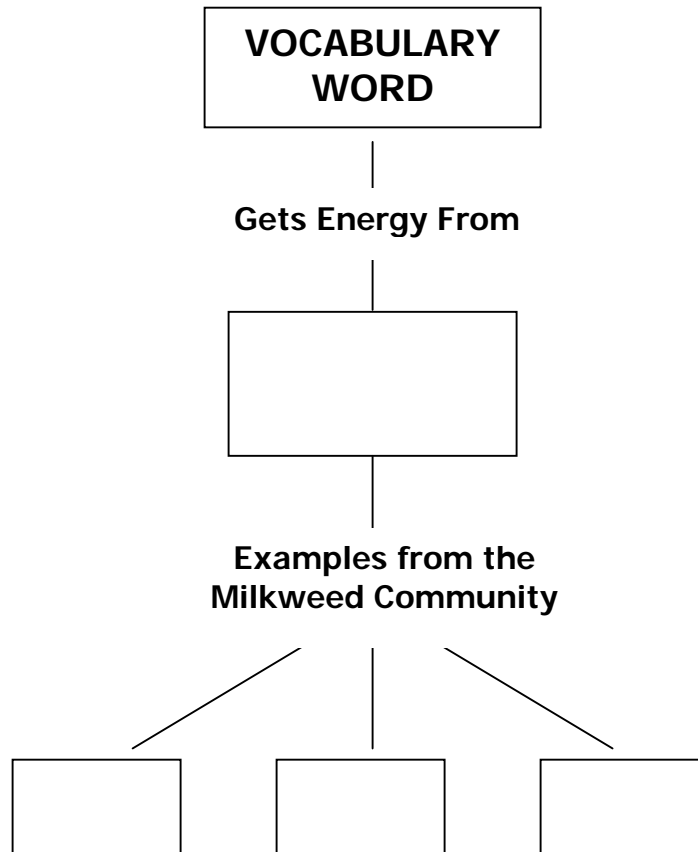 VOCABULARY
WORD
Gets Energy From
Examples from the
Milkweed Community